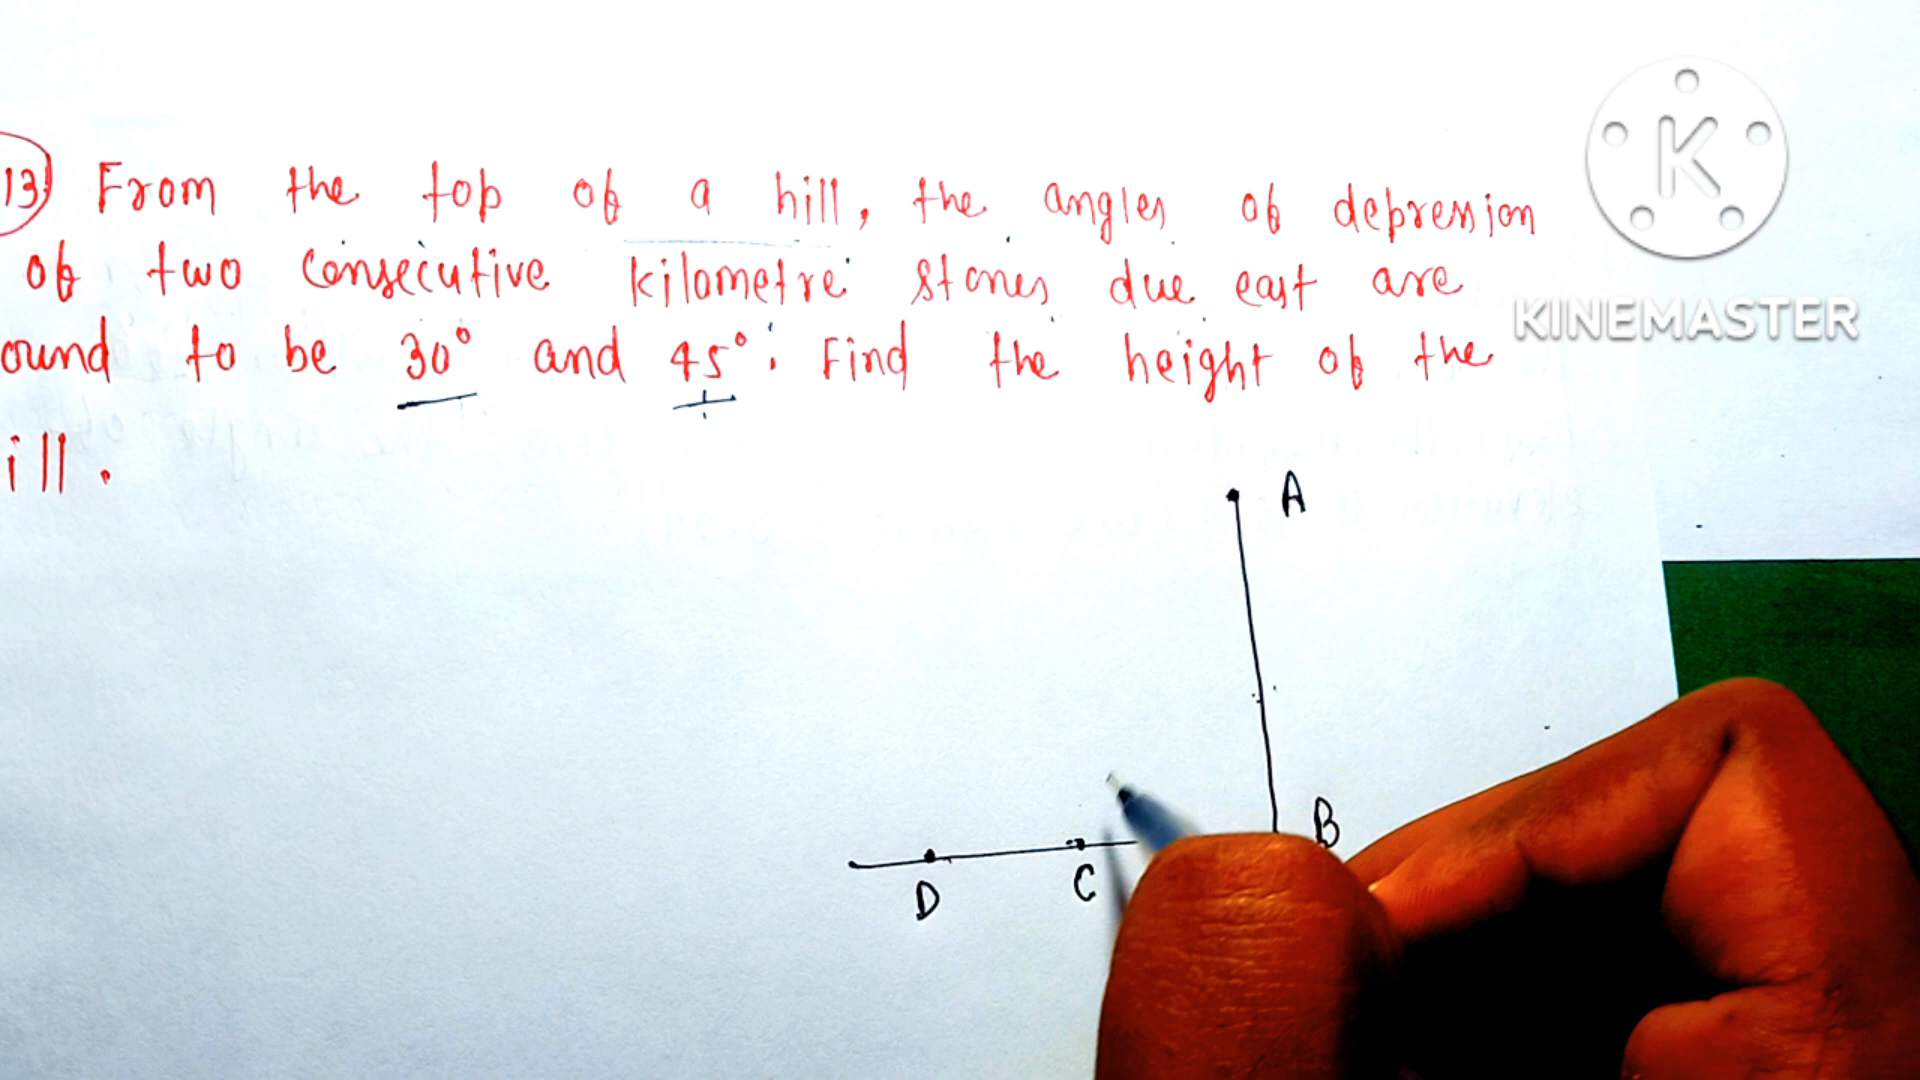 13) From the top of a hill, the angles of depression
of two consecutive kilometre stones due east are
ound to be 30° and 45°. Find the height of the
ill.
A
B
C
D
K
KINEMASTER